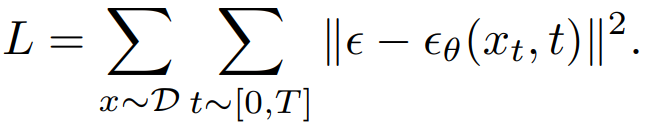 L = \sum_{x \sim \mathcal{D}} \sum_{t \sim [0,T]} \|\epsilon - \epsilon_\theta(x_t, t)\|^2.